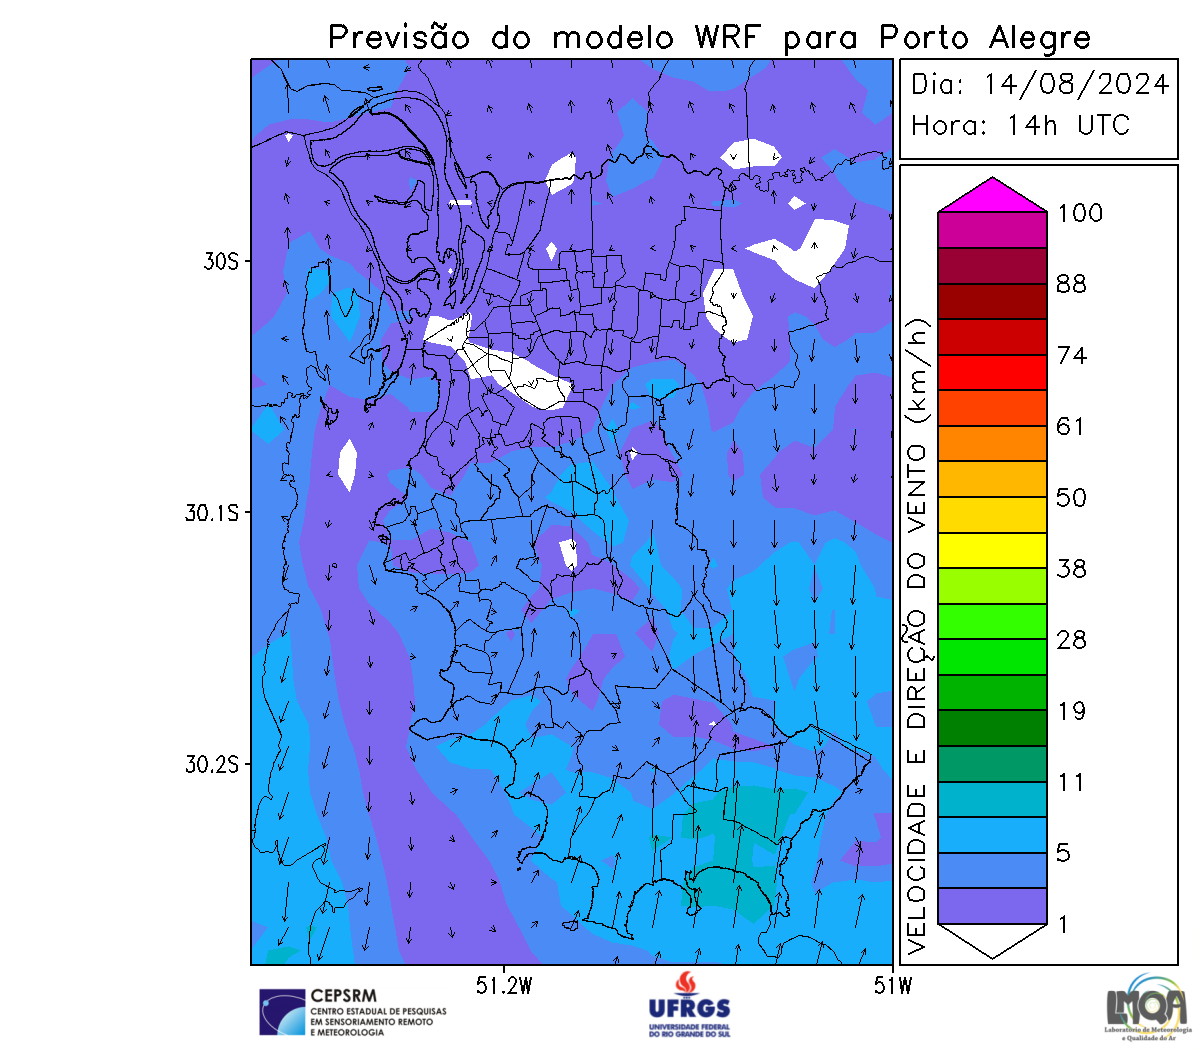 Previsão do modelo WRF para Porto Alegre
Dia: 14/08/2024
Hora: 14h UTC
30S
30.1S
30.2S
51.2W
51W
VELOCIDADE E DIREÇÃO DO VENTO (km/h)
100
88
74
61
50
38
28
19
11
5
1
CEPSRM
CENTRO ESTADUAL DE PESQUISAS
EM SENSORIAMENTO REMOTO
E METEOROLOGIA
UFRGS
UNIVERSIDADE FEDERAL
DO RIO GRANDE DO SUL
LMQA
Laboratório de Meteorologia
e Qualidade do Ar